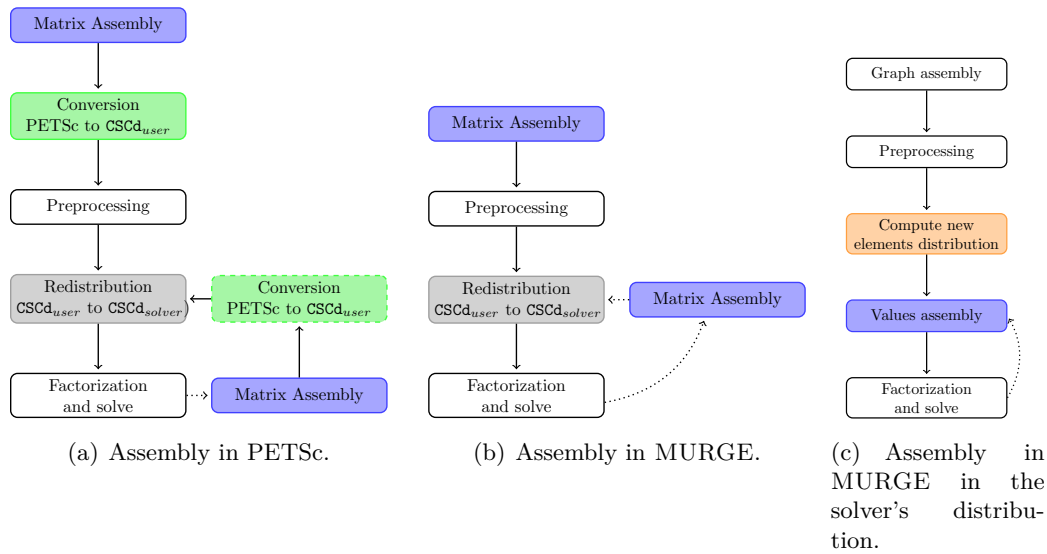 Matrix Assembly
Conversion
PETSc to CSCd_user
Preprocessing
Redistribution
CSCd_user to CSCd_solver)
Conversion
PETSc to CSCd_user
Factorization
and solve
Matrix Assembly
(a) Assembly in PETSc.
Matrix Assembly
Preprocessing
Redistribution
CSCd_user to CSCd_solver
Matrix Assembly
Factorization
and solve
(b) Assembly in MURGE.
Graph assembly
Preprocessing
Compute new
elements distribution
Values assembly
Factorization
and solve
(c) Assembly in
MURGE in the
solver's distribu-
tion.